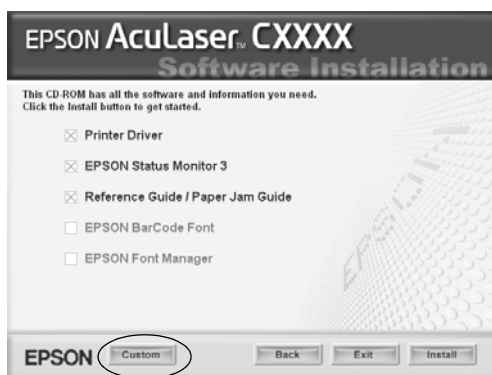 EPSON AcuLaser™ CXXXX
Software Installation
This CD-ROM has all the software and information you need.
Click the Install button to get started.
Printer Driver
EPSON Status Monitor 3
Reference Guide / Paper Jam Guide
EPSON BarCode Font
EPSON Font Manager
EPSON
EPSON Custom Back Exit Install